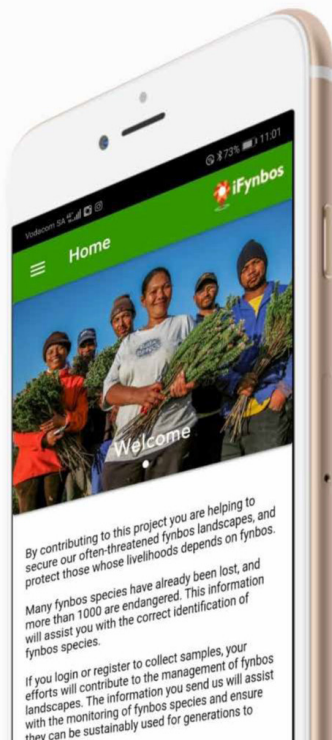 Vodacom SA
73% 11:01
iFynbos
Home
Welcome
By contributing to this project you are helping to
secure our often-threatened fynbos landscapes, and
protect those whose livelihoods depends on fynbos.
Many fynbos species have already been lost, and
more than 1000 are endangered. This information
will assist you with the correct identification of
fynbos species.
If you login or register to collect samples, your
efforts will contribute to the management of fynbos
landscapes. The information you send us will assist
with the monitoring of fynbos species and ensure
they can be sustainably used for generations to